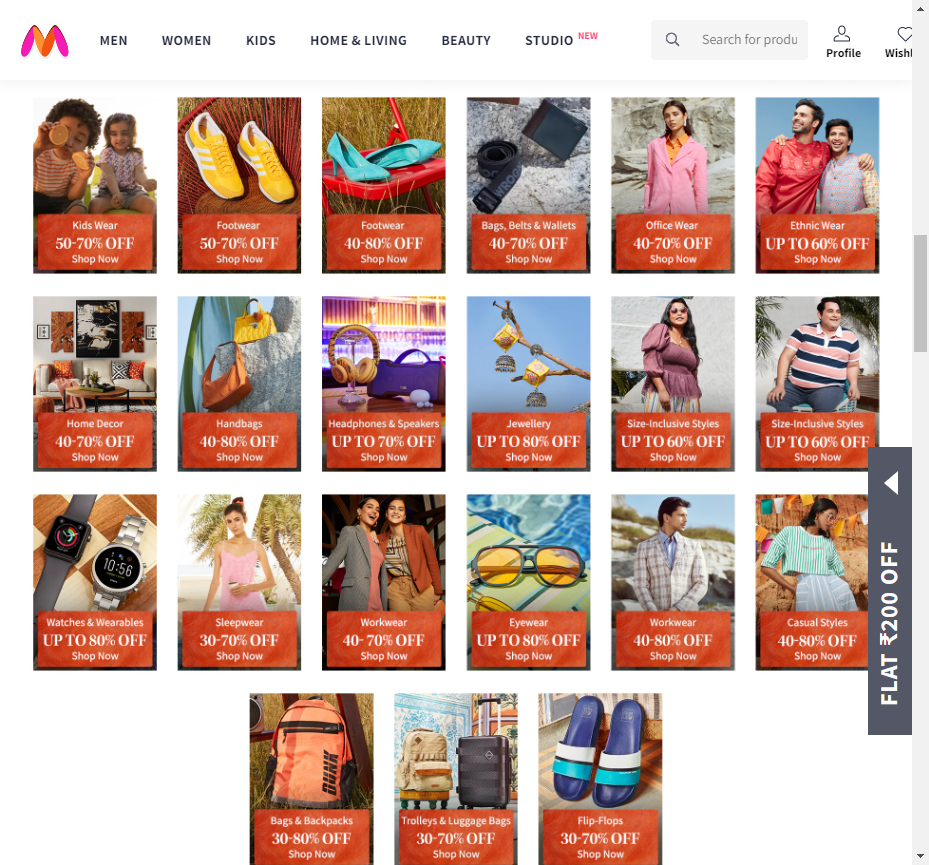 MEN WOMEN KIDS HOME & LIVING BEAUTY STUDIO NEW
Search for produ
Profile
Wishl
Kids Wear
50-70% OFF
Shop Now
Footwear
50-70% OFF
Shop Now
Footwear
40-80% OFF
Shop Now
Bags, Belts & Wallets
40-70% OFF
Shop Now
Office Wear
40-70% OFF
Shop Now
Ethnic Wear
UP TO 60% OFF
Shop Now
Home Decor
40-70% OFF
Shop Now
Handbags
40-80% OFF
Shop Now
Headphones & Speakers
UP TO 70% OFF
Shop Now
Jewellery
UP TO 80% OFF
Shop Now
Size-Inclusive Styles
UP TO 60% OFF
Shop Now
Size-Inclusive Styles
UP TO 60% OFF
Shop Now
10:56
Watches & Wearables
UP TO 80% OFF
Shop Now
Sleepwear
30-70% OFF
Shop Now
Workwear
40- 70% OFF
Shop Now
Eyewear
UP TO 80% OFF
Shop Now
Workwear
40-80% OFF
Shop Now
Casual Styles
40-80% OFF
Shop Now
FLAT ₹200 OFF
DUNK
Bags & Backpacks
30-80% OFF
Shop Now
Trolleys & Luggage Bags
30-70% OFF
Shop Now
Flip-Flops
30-70% OFF
Shop Now